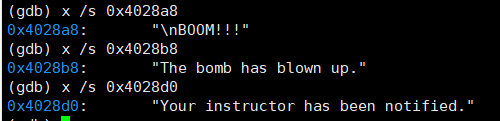 (gdb) x /s 0x4028a8
0x4028a8:       "\nBOOM!!!"
(gdb) x /s 0x4028b8
0x4028b8:       "The bomb has blown up."
(gdb) x /s 0x4028d0
0x4028d0:       "Your instructor has been notified."